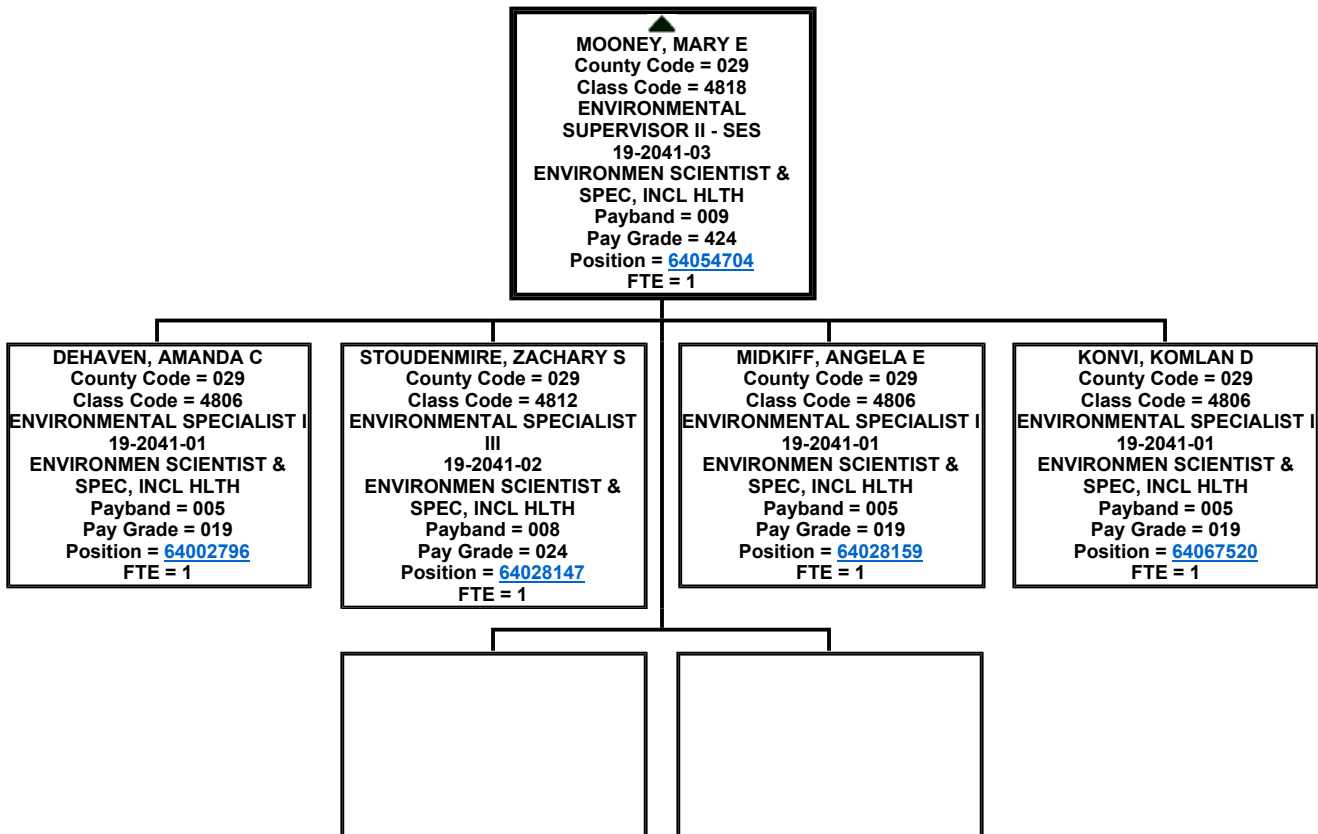 MOONEY, MARY E
County Code = 029
Class Code = 4818
ENVIRONMENTAL
SUPERVISOR II - SES
19-2041-03
ENVIRONMEN SCIENTIST &
SPEC, INCL HLTH
Payband = 009
Pay Grade = 424
Position = 64054704
FTE = 1
DEHAVEN, AMANDA C
County Code = 029
Class Code = 4806
ENVIRONMENTAL SPECIALIST I
19-2041-01
ENVIRONMEN SCIENTIST &
SPEC, INCL HLTH
Payband = 005
Pay Grade = 019
Position = 64002796
FTE = 1
STOUDENMIRE, ZACHARY S
County Code = 029
Class Code = 4812
ENVIRONMENTAL SPECIALIST
III
19-2041-02
ENVIRONMEN SCIENTIST &
SPEC, INCL HLTH
Payband = 008
Pay Grade = 024
Position = 64028147
FTE = 1
MIDKIFF, ANGELA E
County Code = 029
Class Code = 4806
ENVIRONMENTAL SPECIALIST I
19-2041-01
ENVIRONMEN SCIENTIST &
SPEC, INCL HLTH
Payband = 005
Pay Grade = 019
Position = 64028159
FTE = 1
KONVI, KOMLAN D
County Code = 029
Class Code = 4806
ENVIRONMENTAL SPECIALIST I
19-2041-01
ENVIRONMEN SCIENTIST &
SPEC, INCL HLTH
Payband = 005
Pay Grade = 019
Position = 64067520
FTE = 1